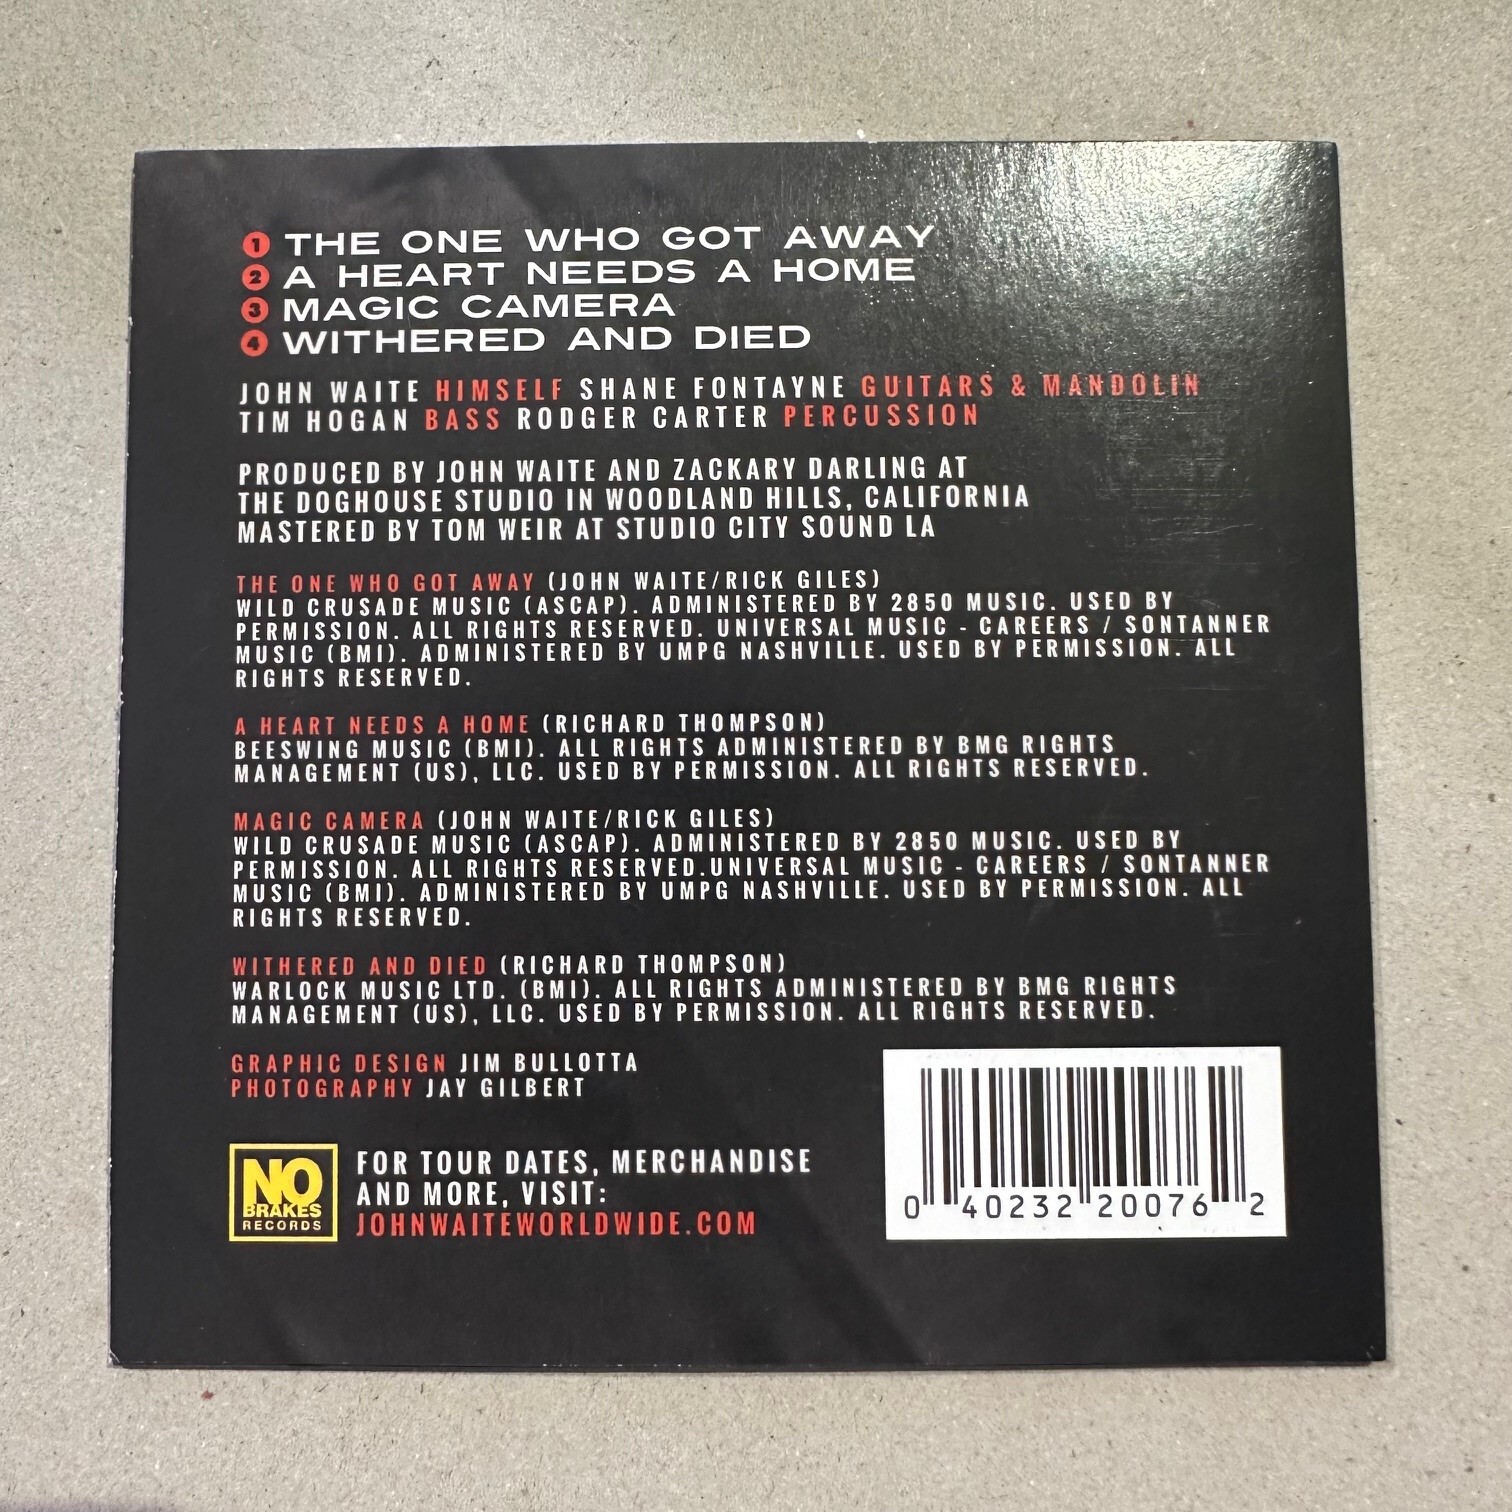 1 THE ONE WHO GOT AWAY
2 A HEART NEEDS A HOME
3 MAGIC CAMERA
4 WITHERED AND DIED
JOHN WAITE HIMSELF SHANE FONTAYNE GUITARS & MANDOLIN
TIM HOGAN BASS RODGER CARTER PERCUSSION
PRODUCED BY JOHN WAITE AND ZACKARY DARLING AT
THE DOGHOUSE STUDIO IN WOODLAND HILLS, CALIFORNIA
MASTERED BY TOM WEIR AT STUDIO CITY SOUND LA
THE ONE WHO GOT AWAY (JOHN WAITE/RICK GILES)
WILD CRUSADE MUSIC (ASCAP). ADMINISTERED BY 2850 MUSIC. USED BY
PERMISSION. ALL RIGHTS RESERVED. UNIVERSAL MUSIC - CAREERS / SONTANNER
MUSIC (BMI). ADMINISTERED BY UMPG NASHVILLE. USED BY PERMISSION. ALL
RIGHTS RESERVED.
A HEART NEEDS A HOME (RICHARD THOMPSON)
BEESWING MUSIC (BMI). ALL RIGHTS ADMINISTERED BY BMG RIGHTS
MANAGEMENT (US), LLC. USED BY PERMISSION. ALL RIGHTS RESERVED.
MAGIC CAMERA (JOHN WAITE/RICK GILES)
WILD CRUSADE MUSIC (ASCAP). ADMINISTERED BY 2850 MUSIC. USED BY
PERMISSION. ALL RIGHTS RESERVED.UNIVERSAL MUSIC - CAREERS / SONTANNER
MUSIC (BMI). ADMINISTERED BY UMPG NASHVILLE. USED BY PERMISSION. ALL
RIGHTS RESERVED.
WITHERED AND DIED (RICHARD THOMPSON)
WARLOCK MUSIC LTD. (BMI). ALL RIGHTS ADMINISTERED BY BMG RIGHTS
MANAGEMENT (US), LLC. USED BY PERMISSION. ALL RIGHTS RESERVED.
GRAPHIC DESIGN JIM BULLOTTA
PHOTOGRAPHY JAY GILBERT
NO
BRAKES
RECORDS
FOR TOUR DATES, MERCHANDISE
AND MORE, VISIT:
JOHNWAITEWORLDWIDE.COM
0 40232 20076 2